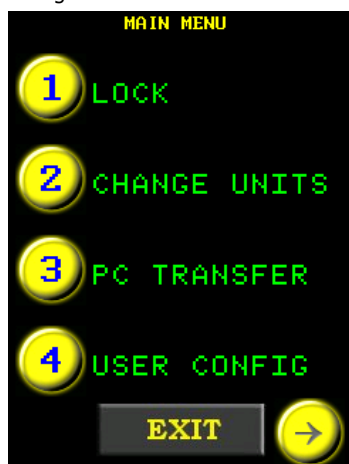 MAIN MENU
1 LOCK
2 CHANGE UNITS
3 PC TRANSFER
4 USER CONFIG
EXIT →